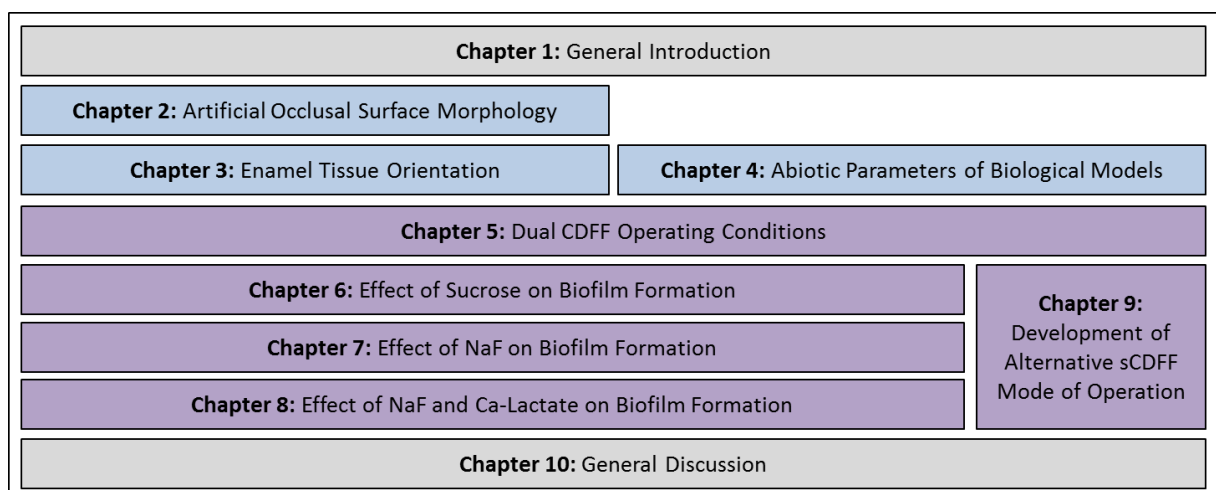 Chapter 1: General Introduction
Chapter 2: Artificial Occlusal Surface Morphology
Chapter 3: Enamel Tissue Orientation
Chapter 4: Abiotic Parameters of Biological Models
Chapter 5: Dual CDFF Operating Conditions
Chapter 6: Effect of Sucrose on Biofilm Formation
Chapter 7: Effect of NaF on Biofilm Formation
Chapter 8: Effect of NaF and Ca-Lactate on Biofilm Formation
Chapter 9:
Development of
Alternative sCDFF
Mode of Operation
Chapter 10: General Discussion